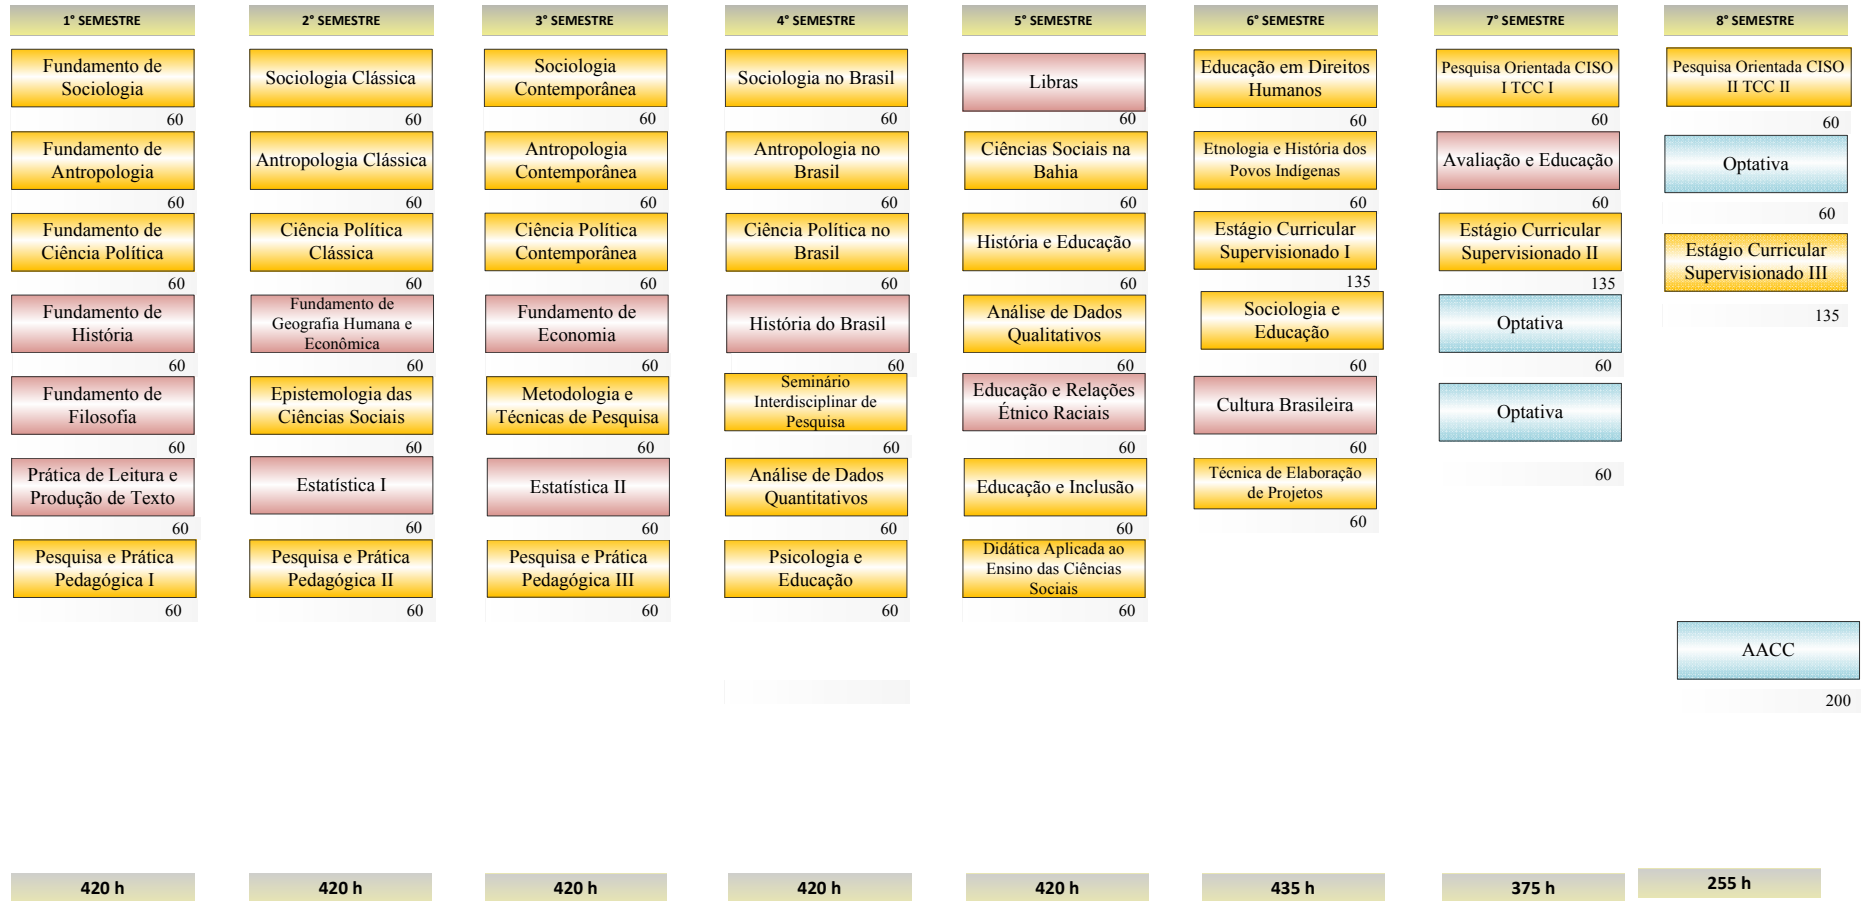 1° SEMESTRE
Fundamento de
Sociologia
60
Fundamento de
Antropologia
60
Fundamento de
Ciência Política
60
Fundamento de
História
60
Fundamento de
Filosofia
60
Prática de Leitura e
Produção de Texto
60
Pesquisa e Prática
Pedagógica I
60
420 h
2° SEMESTRE
Sociologia Clássica
60
Antropologia Clássica
60
Ciência Política
Clássica
60
Fundamento de
Geografia Humana e
Econômica
60
Epistemologia das
Ciências Sociais
60
Estatística I
60
Pesquisa e Prática
Pedagógica II
60
420 h
3° SEMESTRE
Sociologia
Contemporânea
60
Antropologia
Contemporânea
60
Ciência Política
Contemporânea
60
Fundamento de
Economia
60
Metodologia e
Técnicas de Pesquisa
60
Estatística II
60
Pesquisa e Prática
Pedagógica III
60
420 h
4° SEMESTRE
Sociologia no Brasil
60
Antropologia no
Brasil
60
Ciência Política no
Brasil
60
História do Brasil
60
Seminário
Interdisciplinar de
Pesquisa
60
Análise de Dados
Quantitativos
60
Psicologia e
Educação
60
420 h
5° SEMESTRE
Libras
60
Ciências Sociais na
Bahia
60
História e Educação
60
Análise de Dados
Qualitativos
60
Educação e Relações
Étnico Raciais
60
Educação e Inclusão
60
Didática Aplicada ao
Ensino das Ciências
Sociais
60
420 h
6° SEMESTRE
Educação em Direitos
Humanos
60
Etnologia e História dos
Povos Indígenas
60
Estágio Curricular
Supervisionado I
135
Sociologia e
Educação
60
Cultura Brasileira
60
Técnica de Elaboração
de Projetos
60
435 h
7° SEMESTRE
Pesquisa Orientada CISO
I TCC I
60
Avaliação e Educação
60
Estágio Curricular
Supervisionado II
135
Optativa
60
Optativa
60
375 h
8° SEMESTRE
Pesquisa Orientada CISO
II TCC II
60
Optativa
60
Estágio Curricular
Supervisionado III
135
AACC
200
255 h